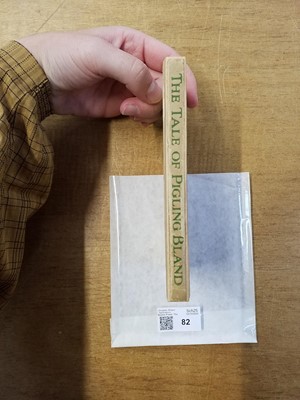 THE TALE OF PIGLING BLAND
82